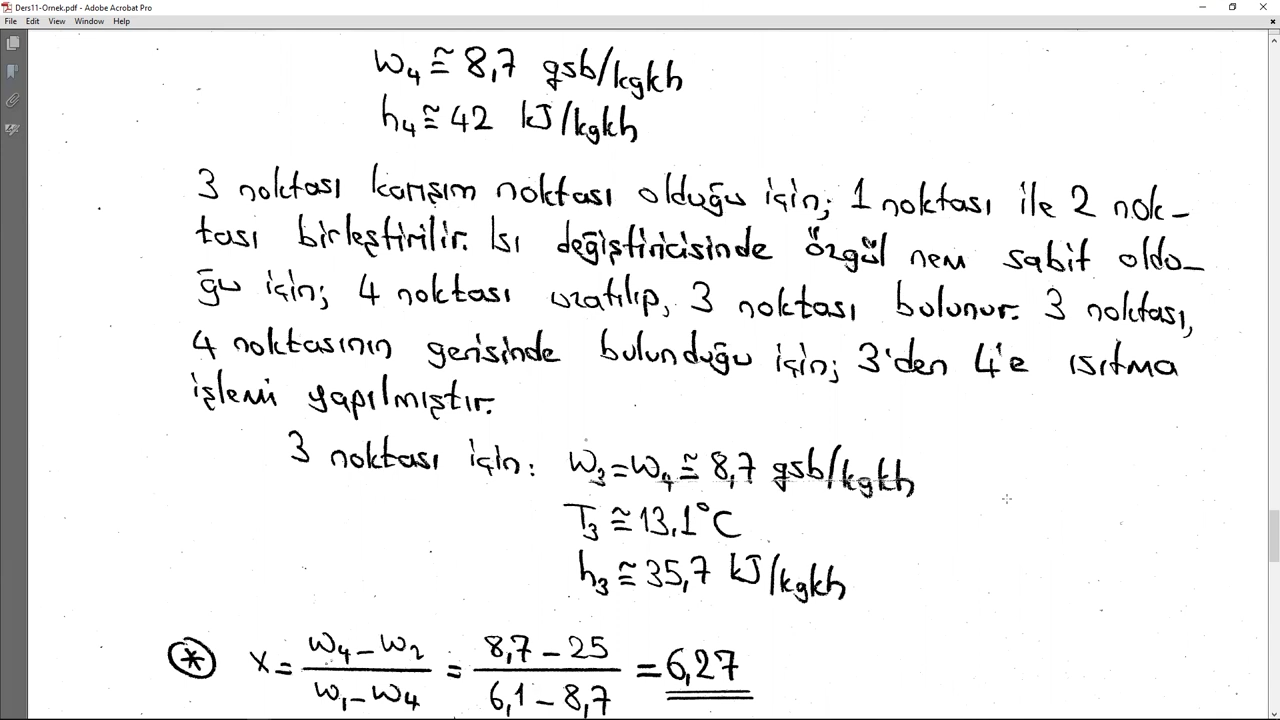 Ders11-Ornek.pdf - Adobe Acrobat Pro
File Edit View Window Help
w₄ ≅ 8,7 gsb/kgkh
h₄ ≅ 42 kJ/kgkh
3 noktası karışım noktası olduğu için; 1 noktası ile 2 nok-
tası birleştirilir. Isı değiştiricisinde özgül nem sabit oldu-
ğu için; 4 noktası uzatılıp, 3 noktası bulunur. 3 noktası,
4 noktasının gerisinde bulunduğu için; 3'den 4'e ısıtma
işlemi yapılmıştır.
3 noktası için: w₃ = w₄ ≅ 8,7 gsb/kgkh
T₃ ≅ 13,1°C
h₃ ≅ 35,7 kJ/kgkh
* x = (w₄ - w₂)/(w₁ - w₄) = (8,7 - 25)/(6,1 - 8,7) = 6,27